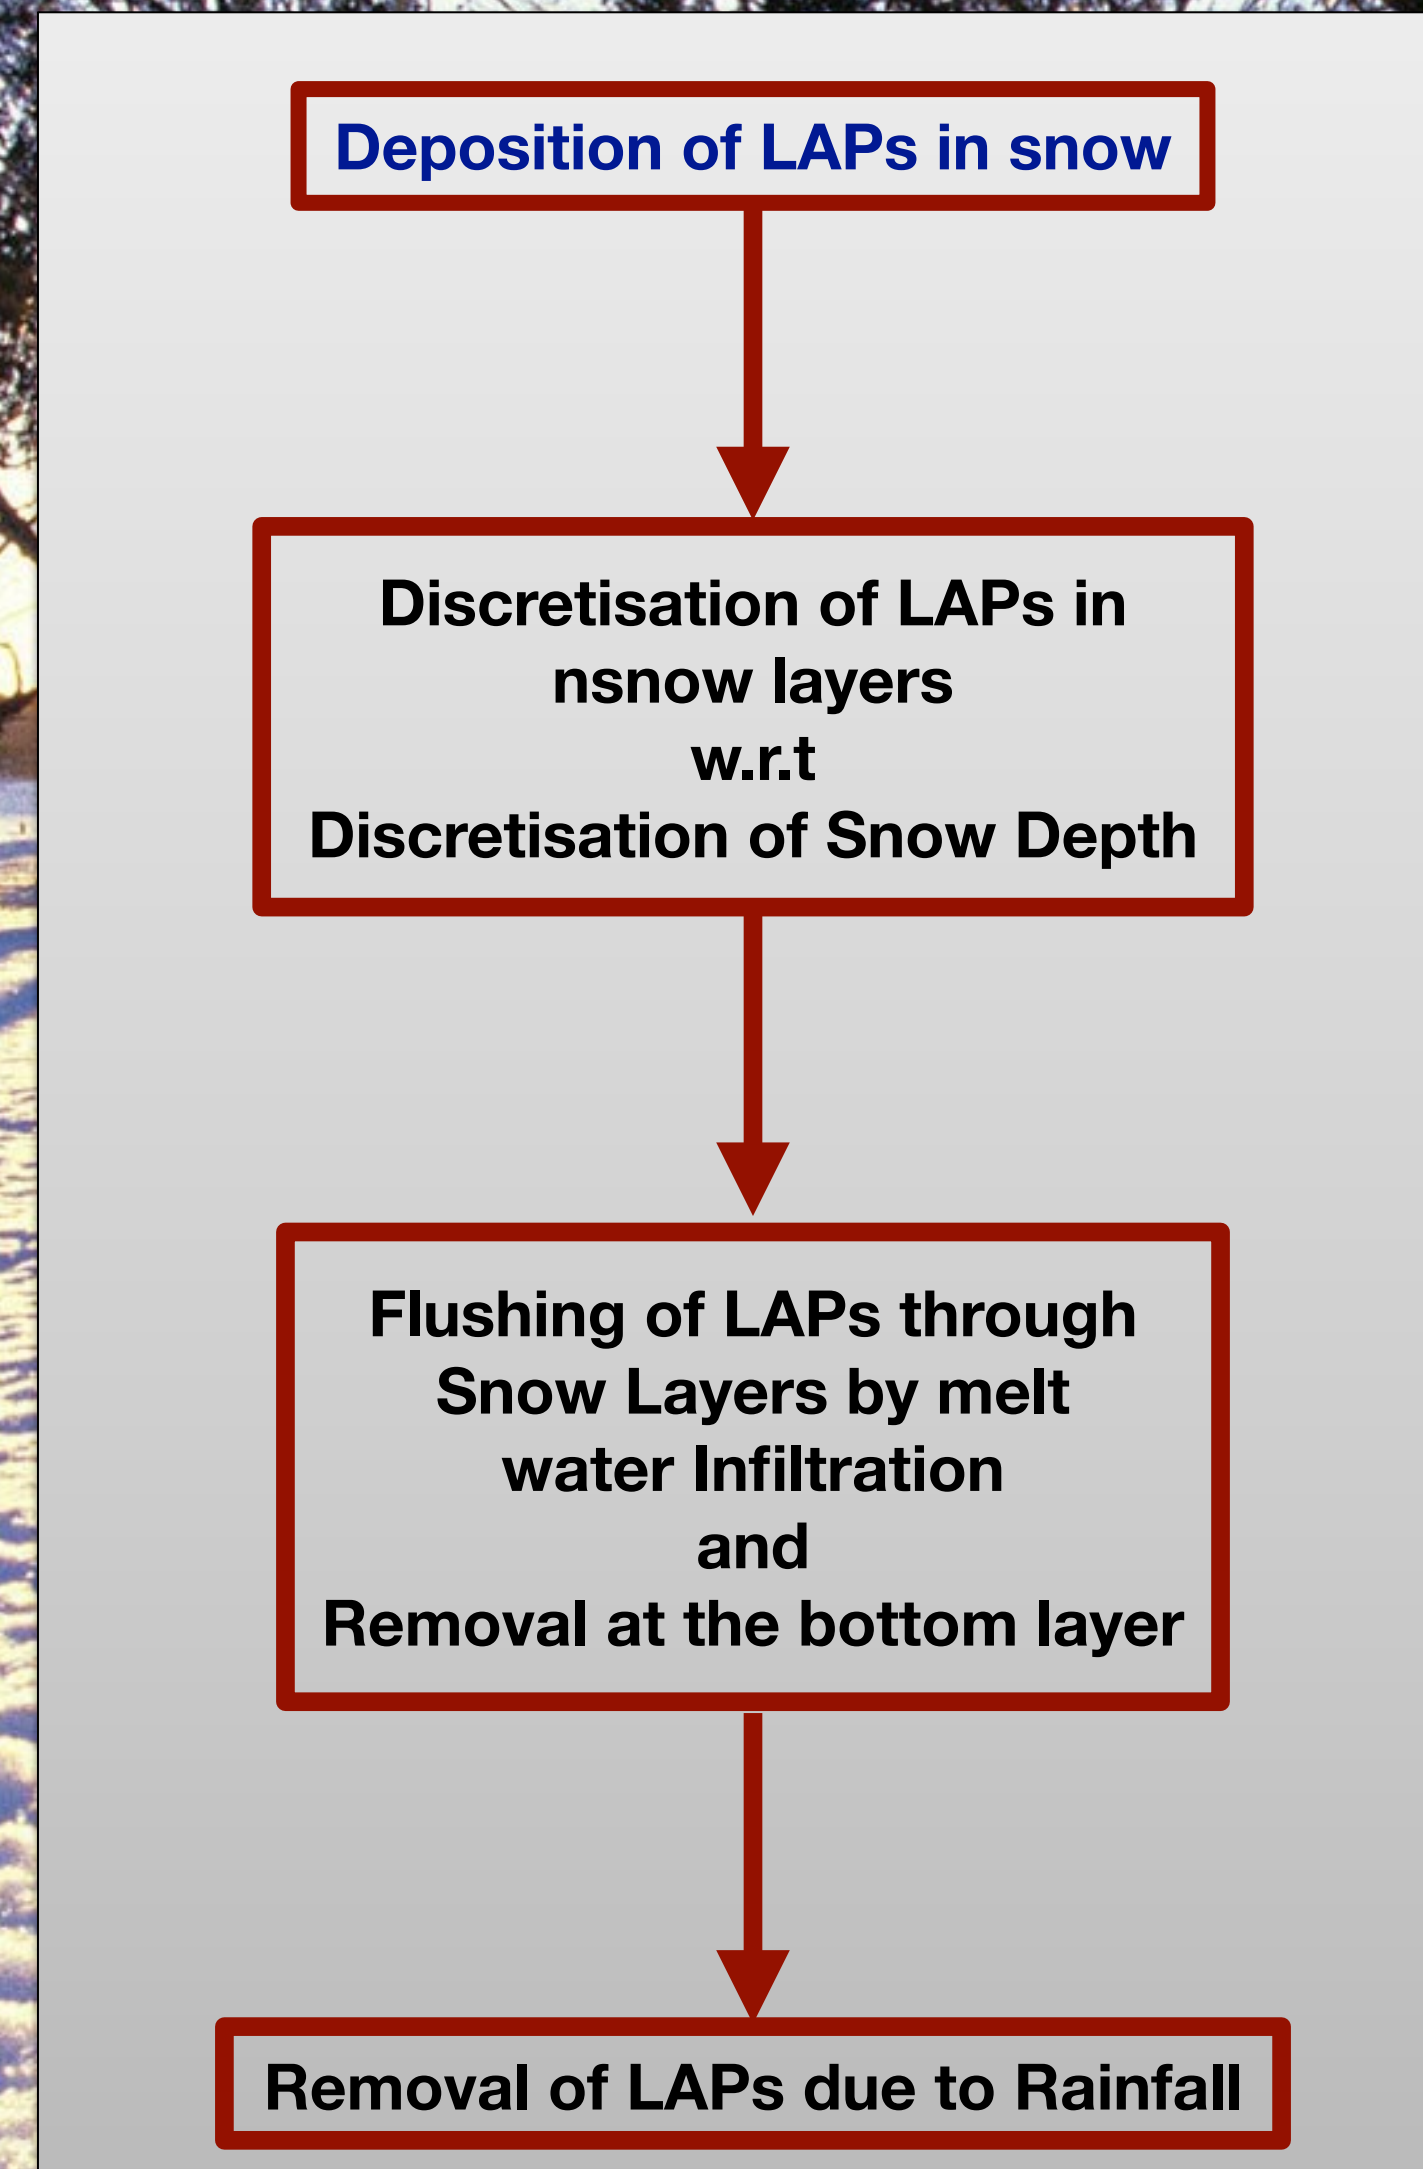 Deposition of LAPs in snow
Discretisation of LAPs in
nsnow layers
w.r.t
Discretisation of Snow Depth
Flushing of LAPs through
Snow Layers by melt
water Infiltration
and
Removal at the bottom layer
Removal of LAPs due to Rainfall